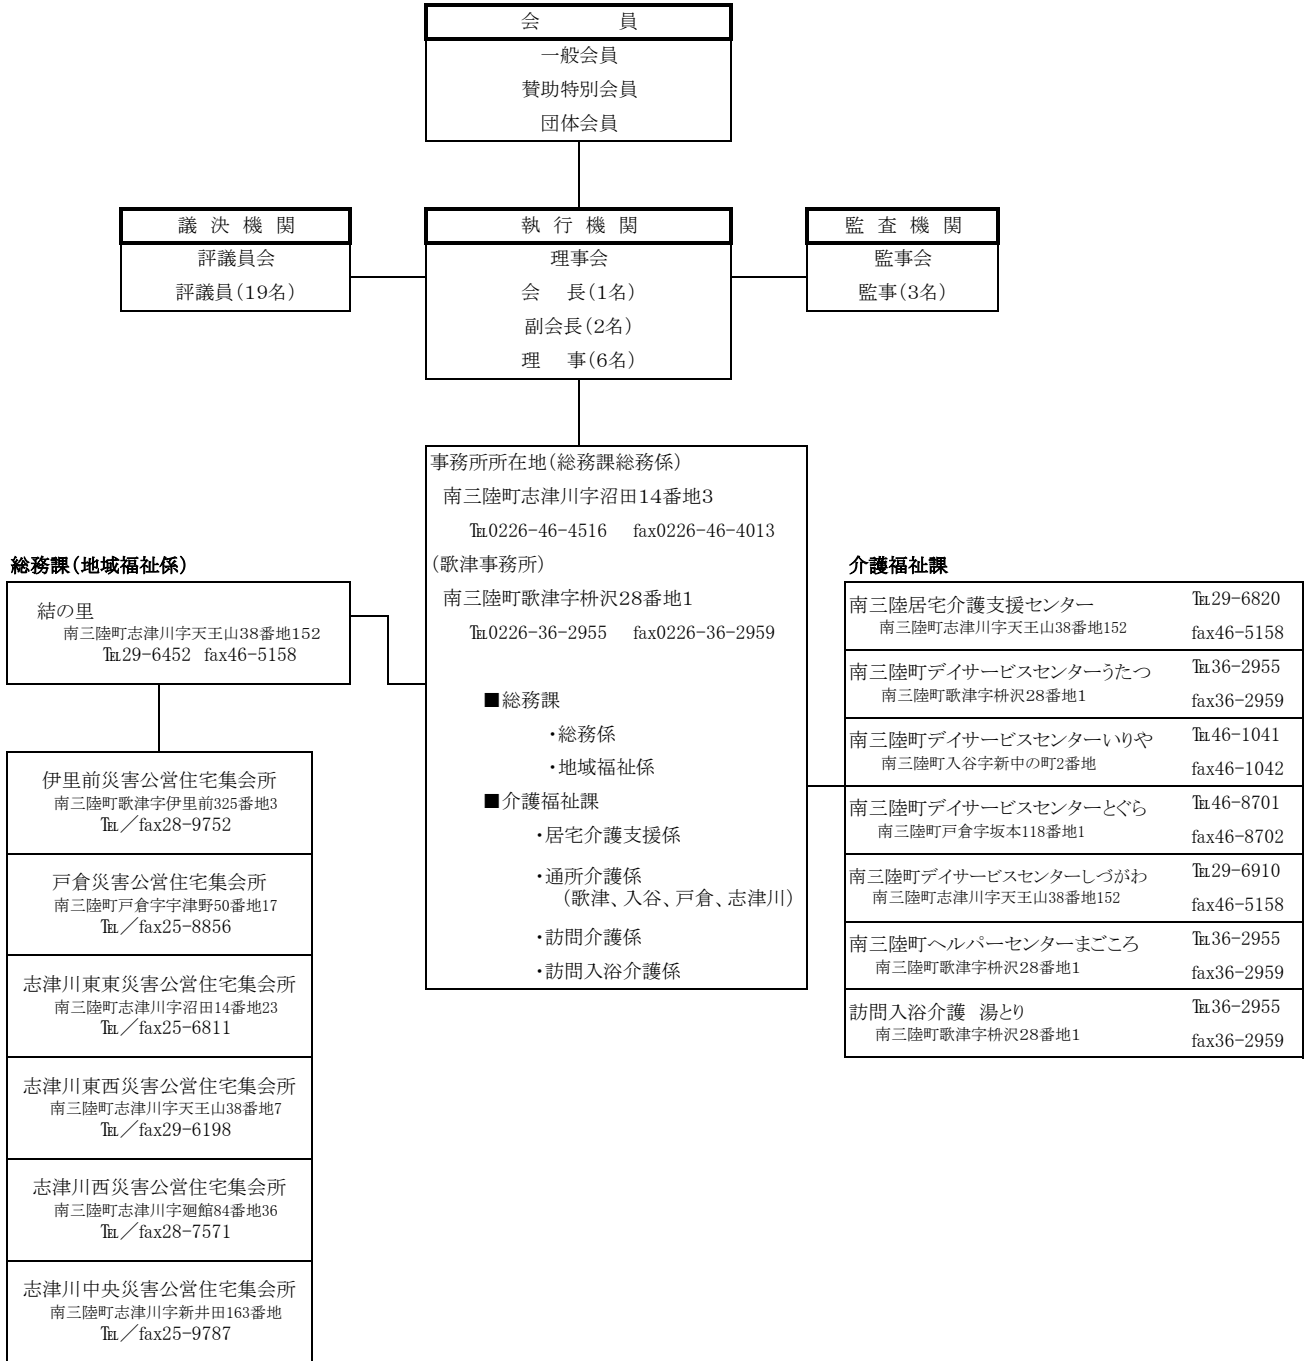 会　　　　員
一般会員
賛助特別会員
団体会員
議 決 機 関
評議員会
評議員(19名)
執 行 機 関
理事会
会　長(1名)
副会長(2名)
理　事(6名)
監 査 機 関
監事会
監事(3名)
事務所所在地(総務課総務係)
南三陸町志津川字沼田14番地3
℡0226-46-4516　fax0226-46-4013
(歌津事務所)
南三陸町歌津字枡沢28番地1
℡0226-36-2955　fax0226-36-2959
■総務課
・総務係
・地域福祉係
■介護福祉課
・居宅介護支援係
・通所介護係
(歌津、入谷、戸倉、志津川)
・訪問介護係
・訪問入浴介護係
総務課(地域福祉係)
結の里
南三陸町志津川字天王山38番地152
℡29-6452 fax46-5158
伊里前災害公営住宅集会所
南三陸町歌津字伊里前325番地3
℡／fax28-9752
戸倉災害公営住宅集会所
南三陸町戸倉字宇津野50番地17
℡／fax25-8856
志津川東東災害公営住宅集会所
南三陸町志津川字沼田14番地23
℡／fax25-6811
志津川東西災害公営住宅集会所
南三陸町志津川字天王山38番地7
℡／fax29-6198
志津川西災害公営住宅集会所
南三陸町志津川字廻館84番地36
℡／fax28-7571
志津川中央災害公営住宅集会所
南三陸町志津川字新井田163番地
℡／fax25-9787
介護福祉課
南三陸居宅介護支援センター ℡29-6820
南三陸町志津川字天王山38番地152
fax46-5158
南三陸町デイサービスセンターうたつ ℡36-2955
南三陸町歌津字枡沢28番地1
fax36-2959
南三陸町デイサービスセンターいりや ℡46-1041
南三陸町入谷字新中の町2番地
fax46-1042
南三陸町デイサービスセンターとぐら ℡46-8701
南三陸町戸倉字坂本118番地1
fax46-8702
南三陸町デイサービスセンターしづがわ ℡29-6910
南三陸町志津川字天王山38番地152
fax46-5158
南三陸町ヘルパーセンターまごころ ℡36-2955
南三陸町歌津字枡沢28番地1
fax36-2959
訪問入浴介護　湯とり ℡36-2955
南三陸町歌津字枡沢28番地1
fax36-2959